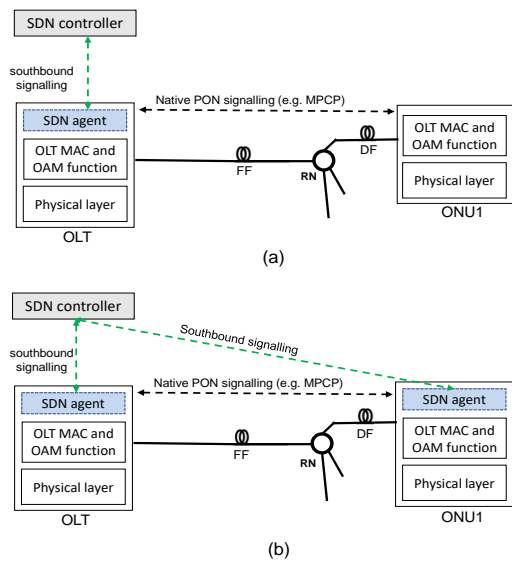 SDN controller
southbound
signalling
Native PON signalling (e.g. MPCP)
SDN agent
OLT MAC and
OAM function
Physical layer
OLT
FF
RN
DF
OLT MAC and
OAM function
Physical layer
ONU1
(a)
SDN controller
southbound
signalling
Southbound signalling
Native PON signalling (e.g. MPCP)
SDN agent
OLT MAC and
OAM function
Physical layer
OLT
FF
RN
DF
SDN agent
OLT MAC and
OAM function
Physical layer
ONU1
(b)